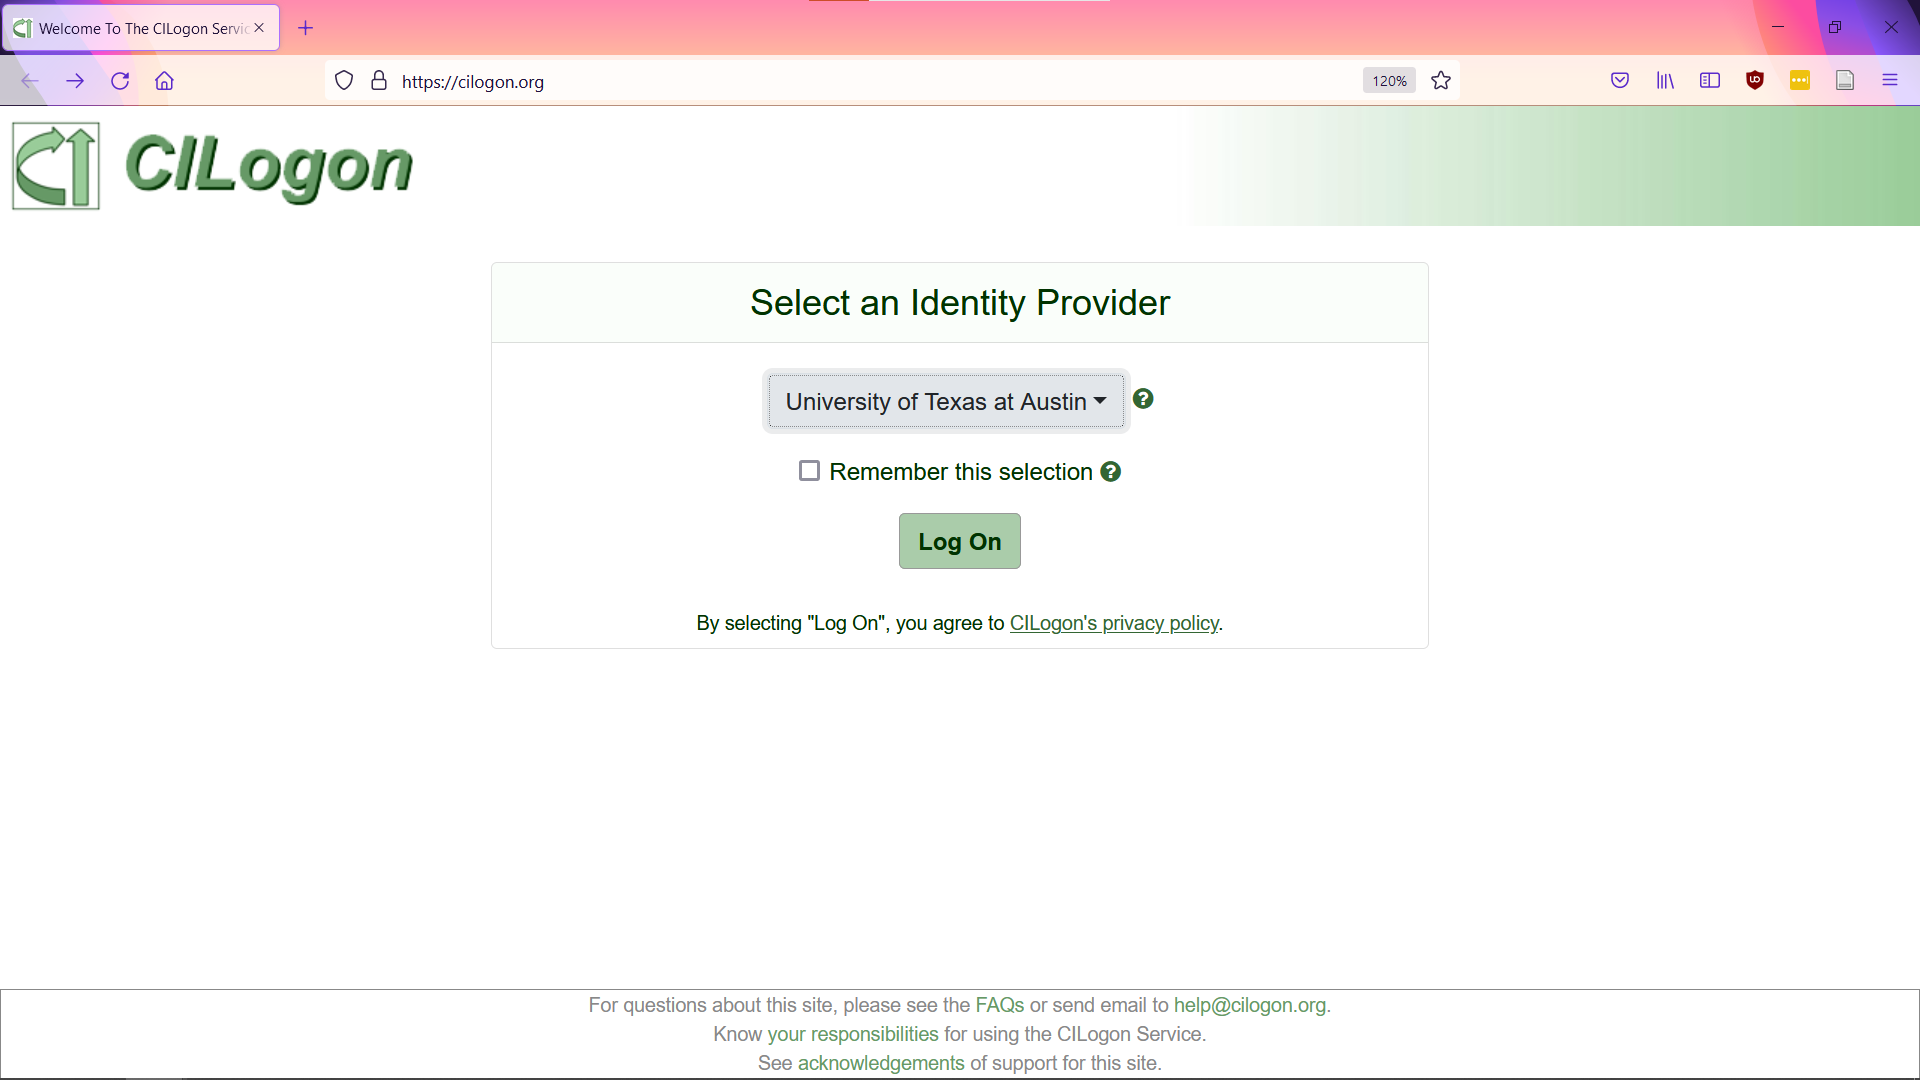 Welcome To The CILogon Servic
https://cilogon.org
120%
CILogon
Select an Identity Provider
University of Texas at Austin
Remember this selection
Log On
By selecting "Log On", you agree to CILogon's privacy policy.
For questions about this site, please see the FAQs or send email to help@cilogon.org.
Know your responsibilities for using the CILogon Service.
See acknowledgements of support for this site.